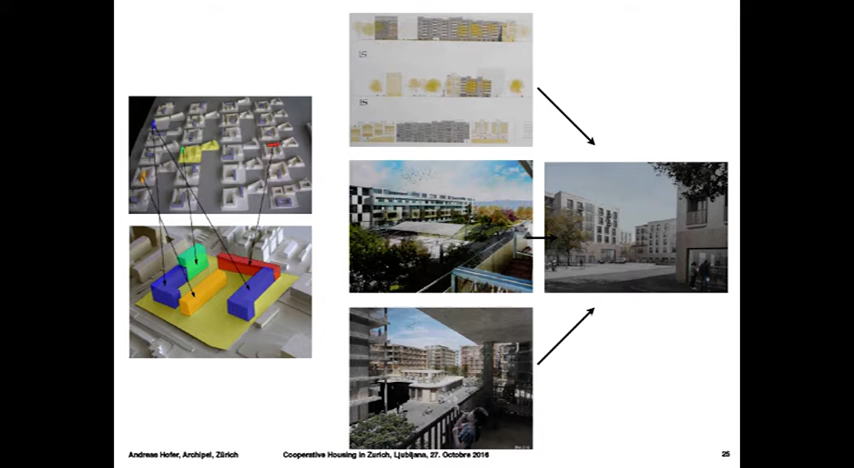 Andreas Hofer, Archipel, Zürich
Cooperative Housing in Zurich, Ljubljana, 27. Octobre 2016
25